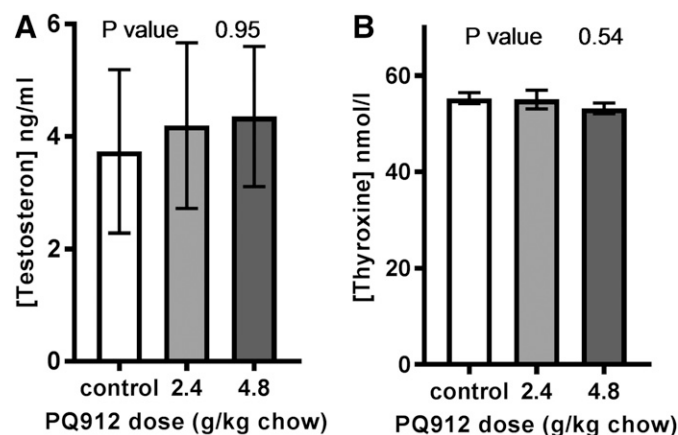 A
P value 0.95
[Testosteron] ng/ml
6
4
2
0
control 2.4 4.8
PQ912 dose (g/kg chow)
B
P value 0.54
[Thyroxine] nmol/l
60
40
20
0
control 2.4 4.8
PQ912 dose (g/kg chow)